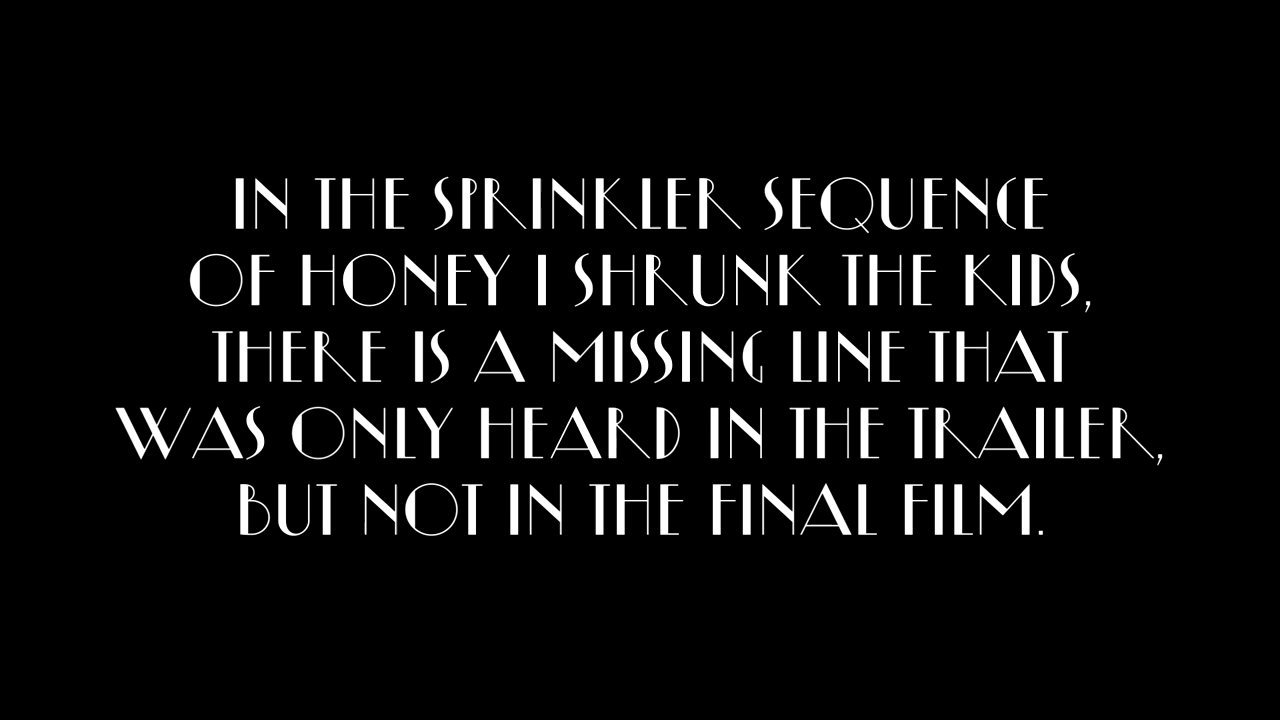 IN THE SPRINKLER SEQUENCE
OF HONEY I SHRUNK THE KIDS,
THERE IS A MISSING LINE THAT
WAS ONLY HEARD IN THE TRAILER,
BUT NOT IN THE FINAL FILM.